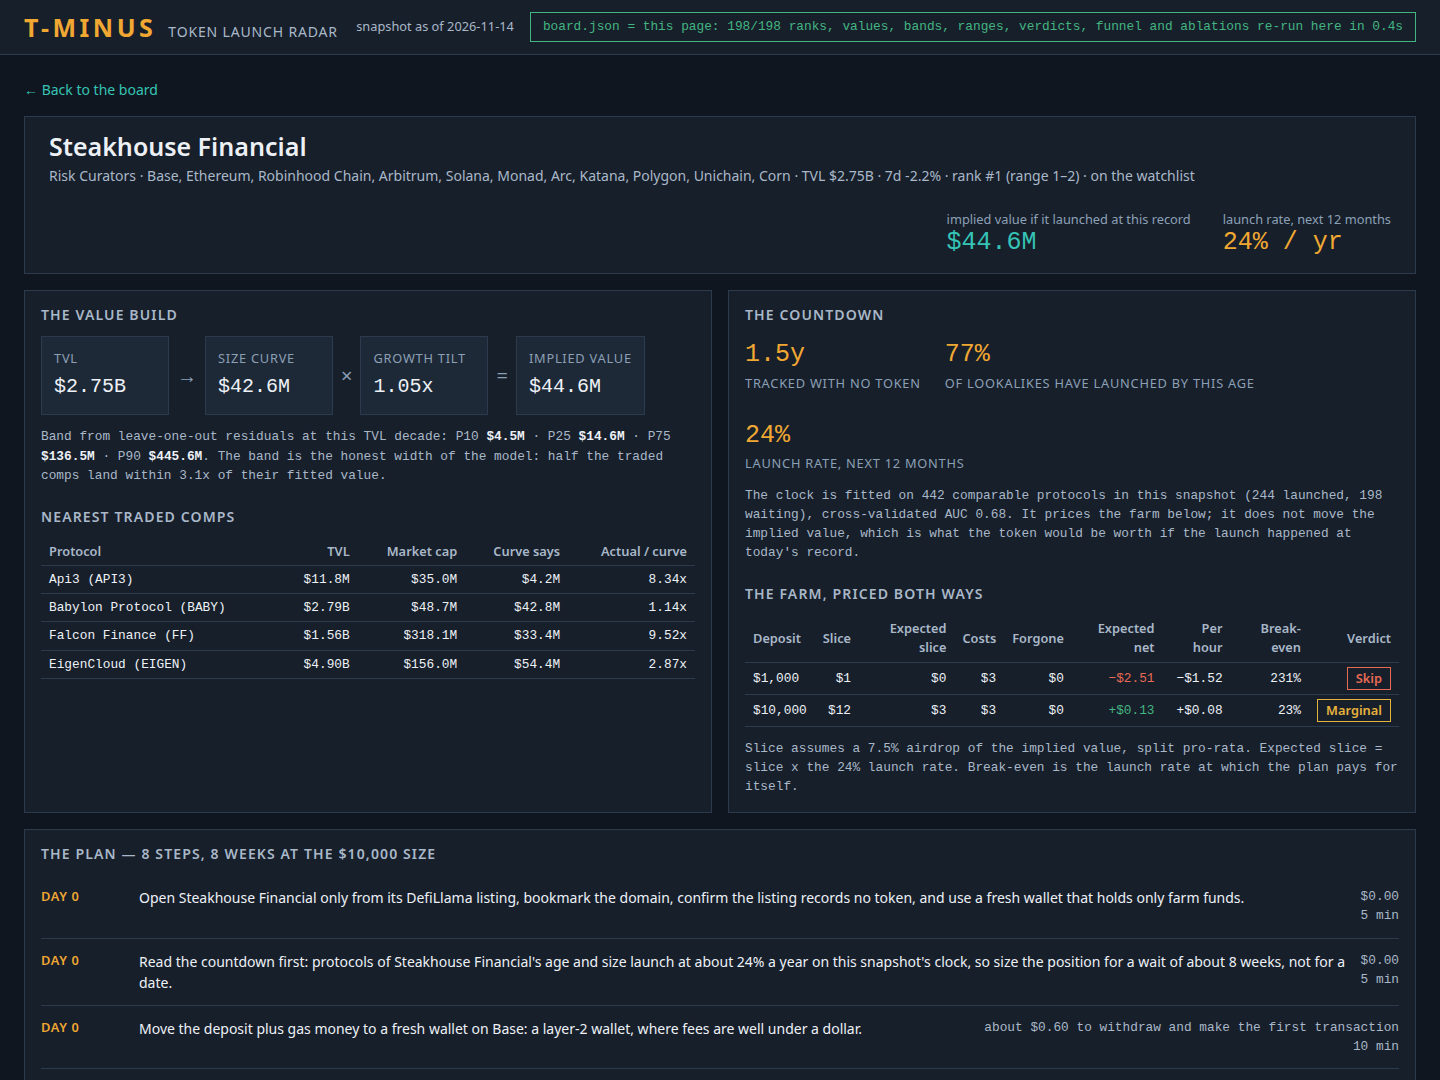 T-MINUS TOKEN LAUNCH RADAR snapshot as of 2026-11-14 board.json = this page: 198/198 ranks, values, bands, ranges, verdicts, funnel and ablations re-run here in 0.4s
← Back to the board
Steakhouse Financial
Risk Curators · Base, Ethereum, Robinhood Chain, Arbitrum, Solana, Monad, Arc, Katana, Polygon, Unichain, Corn · TVL $2.75B · 7d -2.2% · rank #1 (range 1–2) · on the watchlist
implied value if it launched at this record
$44.6M
launch rate, next 12 months
24% / yr
THE VALUE BUILD
TVL
$2.75B
→
SIZE CURVE
$42.6M
×
GROWTH TILT
1.05x
=
IMPLIED VALUE
$44.6M
Band from leave-one-out residuals at this TVL decade: P10 $4.5M · P25 $14.6M · P75
$136.5M · P90 $445.6M. The band is the honest width of the model: half the traded
comps land within 3.1x of their fitted value.
NEAREST TRADED COMPS
Protocol TVL Market cap Curve says Actual / curve
Api3 (API3) $11.8M $35.0M $4.2M 8.34x
Babylon Protocol (BABY) $2.79B $48.7M $42.8M 1.14x
Falcon Finance (FF) $1.56B $318.1M $33.4M 9.52x
EigenCloud (EIGEN) $4.90B $156.0M $54.4M 2.87x
THE COUNTDOWN
1.5y
TRACKED WITH NO TOKEN
77%
OF LOOKALIKES HAVE LAUNCHED BY THIS AGE
24%
LAUNCH RATE, NEXT 12 MONTHS
The clock is fitted on 442 comparable protocols in this snapshot (244 launched, 198
waiting), cross-validated AUC 0.68. It prices the farm below; it does not move the
implied value, which is what the token would be worth if the launch happened at
today's record.
THE FARM, PRICED BOTH WAYS
Deposit Slice Expected slice Costs Forgone Expected net Per hour Break-even Verdict
$1,000 $1 $0 $3 $0 −$2.51 −$1.52 231% Skip
$10,000 $12 $3 $3 $0 +$0.13 +$0.08 23% Marginal
Slice assumes a 7.5% airdrop of the implied value, split pro-rata. Expected slice =
slice x the 24% launch rate. Break-even is the launch rate at which the plan pays for
itself.
THE PLAN — 8 STEPS, 8 WEEKS AT THE $10,000 SIZE
DAY 0 Open Steakhouse Financial only from its DefiLlama listing, bookmark the domain, confirm the listing records no token, and use a fresh wallet that holds only farm funds. $0.00
5 min
DAY 0 Read the countdown first: protocols of Steakhouse Financial's age and size launch at about 24% a year on this snapshot's clock, so size the position for a wait of about 8 weeks, not for a $0.00
date. 5 min
DAY 0 Move the deposit plus gas money to a fresh wallet on Base: a layer-2 wallet, where fees are well under a dollar. about $0.60 to withdraw and make the first transaction
10 min